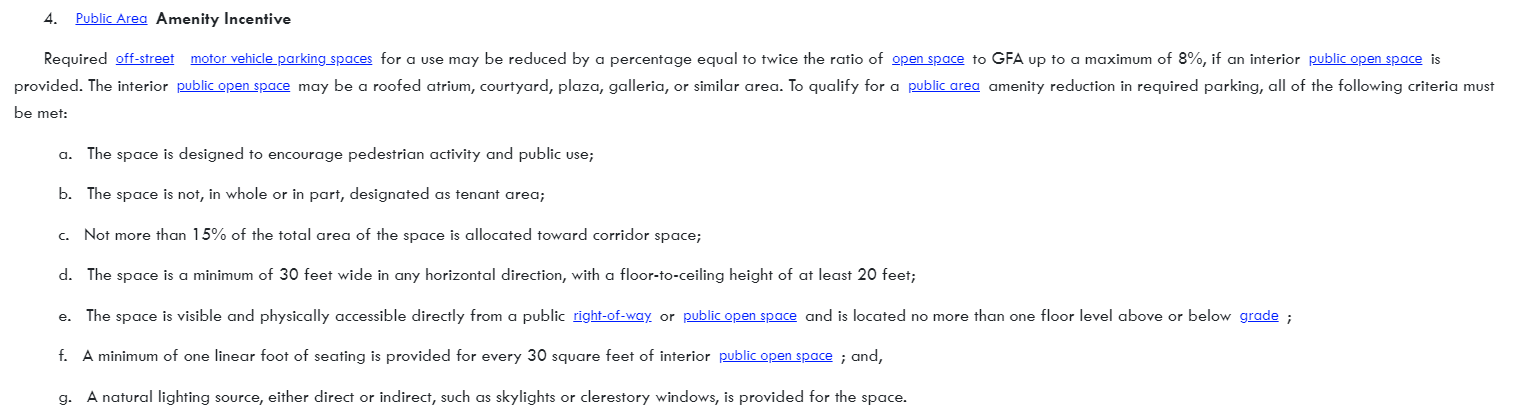 4. Public Area Amenity Incentive
Required off-street motor vehicle parking spaces for a use may be reduced by a percentage equal to twice the ratio of open space to GFA up to a maximum of 8%, if an interior public open space is
provided. The interior public open space may be a roofed atrium, courtyard, plaza, galleria, or similar area. To qualify for a public area amenity reduction in required parking, all of the following criteria must
be met:
a. The space is designed to encourage pedestrian activity and public use;
b. The space is not, in whole or in part, designated as tenant area;
c. Not more than 15% of the total area of the space is allocated toward corridor space;
d. The space is a minimum of 30 feet wide in any horizontal direction, with a floor-to-ceiling height of at least 20 feet;
e. The space is visible and physically accessible directly from a public right-of-way or public open space and is located no more than one floor level above or below grade ;
f. A minimum of one linear foot of seating is provided for every 30 square feet of interior public open space ; and,
g. A natural lighting source, either direct or indirect, such as skylights or clerestory windows, is provided for the space.